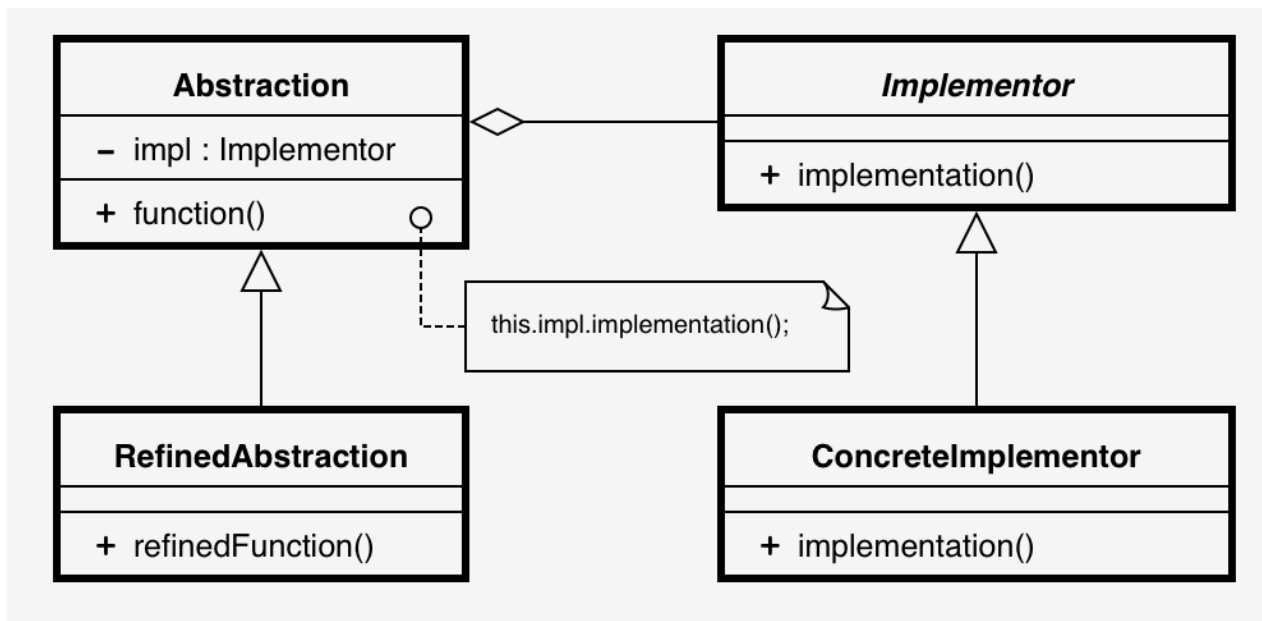 Abstraction
− impl : Implementor
+ function()
Implementor
+ implementation()
this.impl.implementation();
RefinedAbstraction
+ refinedFunction()
ConcreteImplementor
+ implementation()